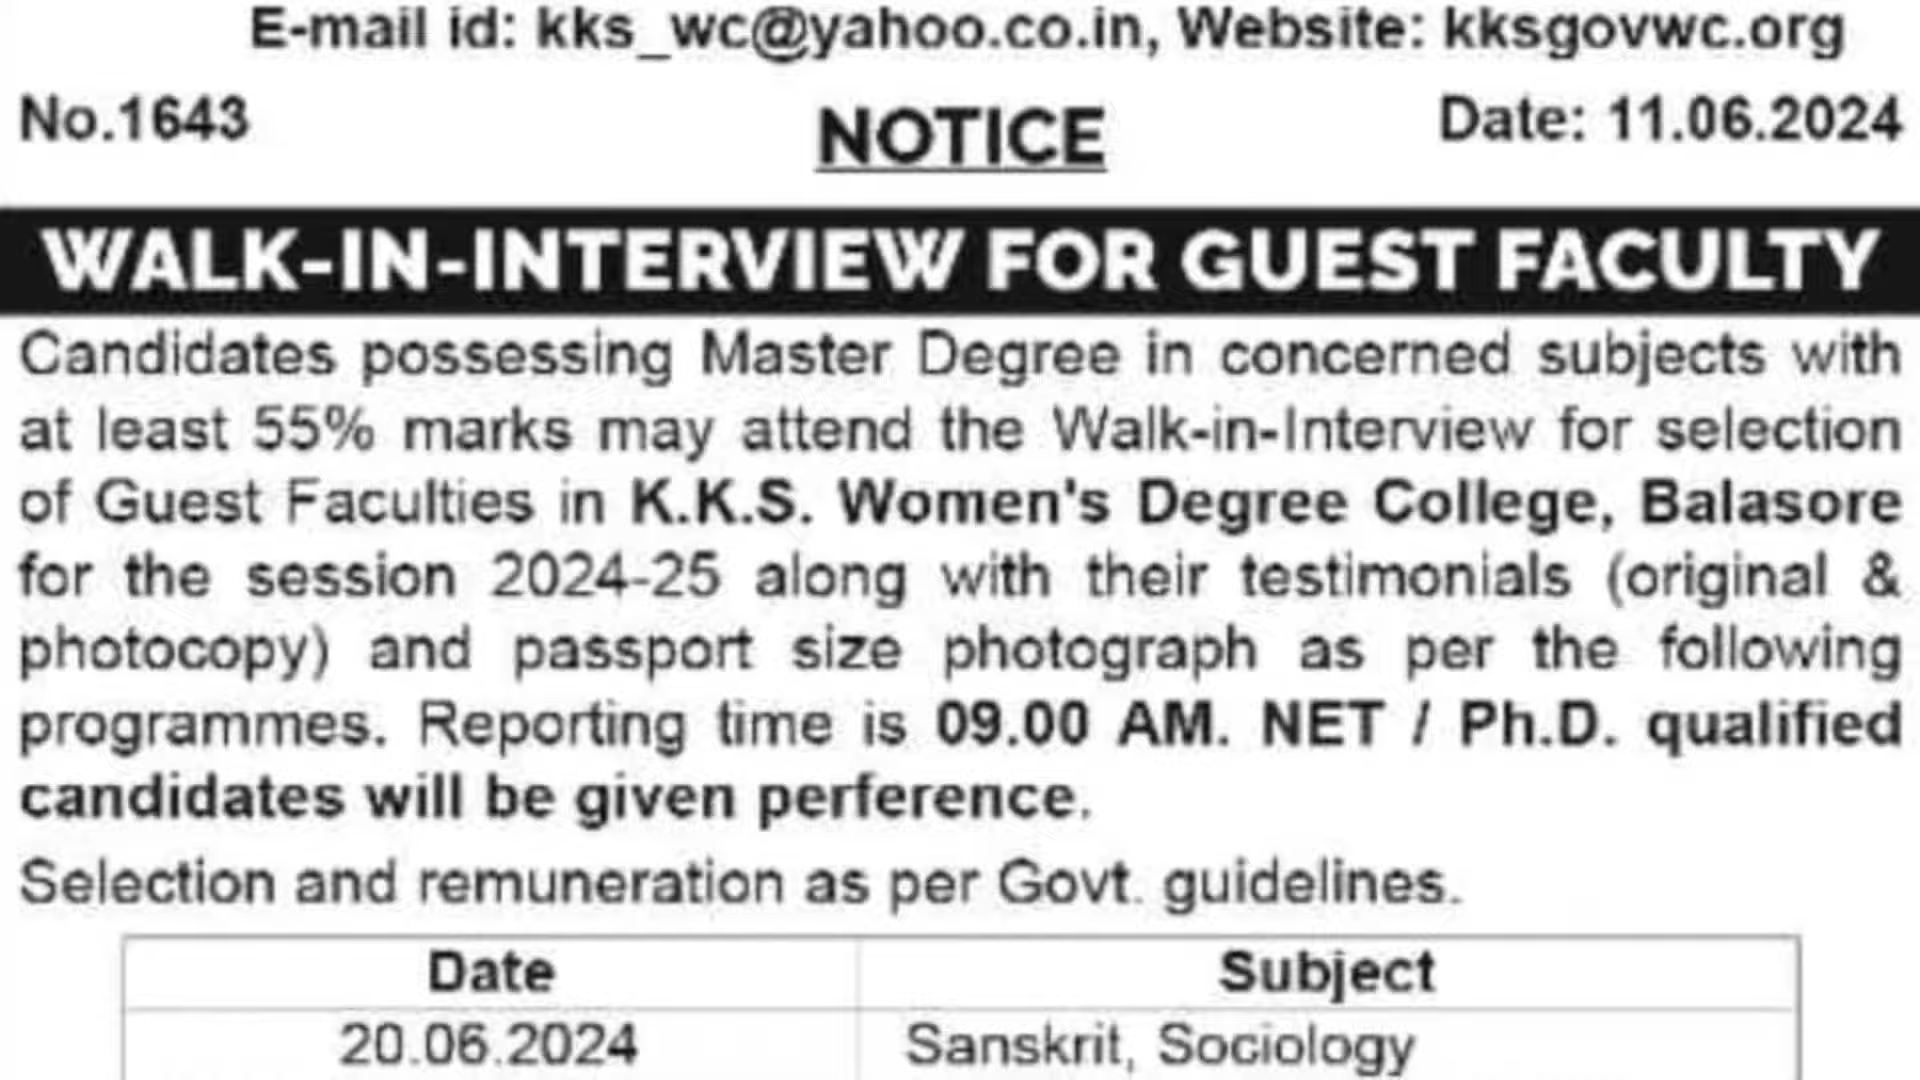 E-mail id: kks_wc@yahoo.co.in, Website: kksgovwc.org
No.1643
NOTICE
Date: 11.06.2024
WALK-IN-INTERVIEW FOR GUEST FACULTY
Candidates possessing Master Degree in concerned subjects with
at least 55% marks may attend the Walk-in-Interview for selection
of Guest Faculties in K.K.S. Women's Degree College, Balasore
for the session 2024-25 along with their testimonials (original &
photocopy) and passport size photograph as per the following
programmes. Reporting time is 09.00 AM. NET / Ph.D. qualified
candidates will be given perference.
Selection and remuneration as per Govt. guidelines.
Date Subject
20.06.2024 Sanskrit, Sociology